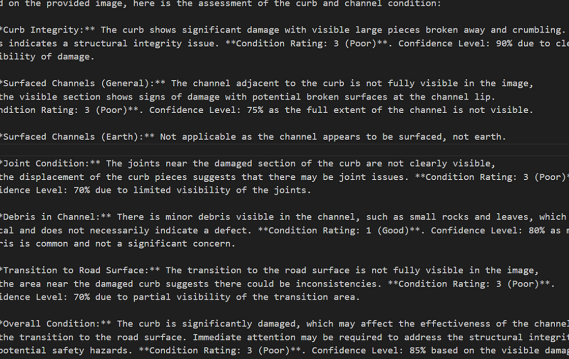 d on the provided image, here is the assessment of the curb and channel condition:
*Curb Integrity:** The curb shows significant damage with visible large pieces broken away and crumbling.
s indicates a structural integrity issue. **Condition Rating: 3 (Poor)**. Confidence Level: 90% due to cle
ibility of damage.
*Surfaced Channels (General):** The channel adjacent to the curb is not fully visible in the image,
the visible section shows signs of damage with potential broken surfaces at the channel lip.
ndition Rating: 3 (Poor)**. Confidence Level: 75% as the full extent of the channel is not visible.
*Surfaced Channels (Earth):** Not applicable as the channel appears to be surfaced, not earth.
*Joint Condition:** The joints near the damaged section of the curb are not clearly visible,
the displacement of the curb pieces suggests that there may be joint issues. **Condition Rating: 3 (Poor)*
idence Level: 70% due to limited visibility of the joints.
*Debris in Channel:** There is minor debris visible in the channel, such as small rocks and leaves, which
cal and does not necessarily indicate a defect. **Condition Rating: 1 (Good)**. Confidence Level: 80% as m
ris is common and not a significant concern.
*Transition to Road Surface:** The transition to the road surface is not fully visible in the image,
the area near the damaged curb suggests there could be inconsistencies. **Condition Rating: 3 (Poor)**.
idence Level: 70% due to partial visibility of the transition area.
*Overall Condition:** The curb is significantly damaged, which may affect the effectiveness of the channel
the transition to the road surface. Immediate attention may be required to address the structural integrit
potential safety hazards. **Condition Rating: 3 (Poor)**. Confidence Level: 85% based on the visible damag